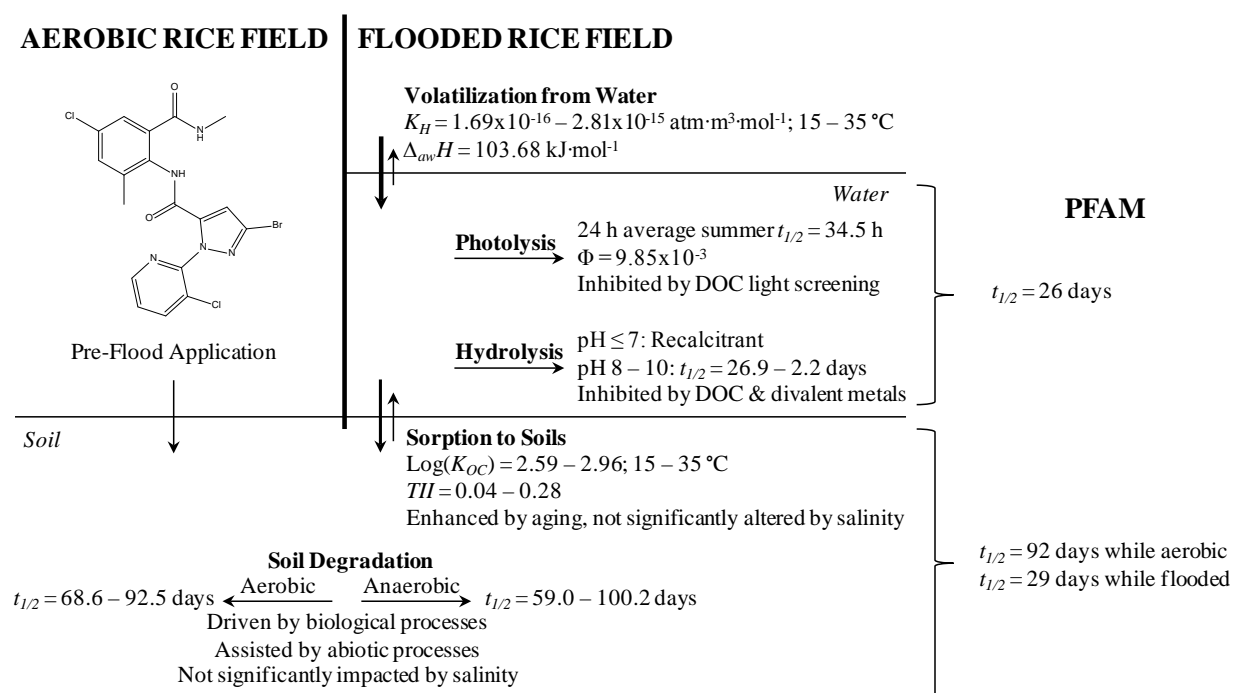 AEROBIC RICE FIELD
FLOODED RICE FIELD
Volatilization from Water
K_H = 1.69x10^-16 – 2.81x10^-15 atm·m^3·mol^-1; 15 – 35 °C
Δ_awH = 103.68 kJ·mol^-1
Cl
O
N
H
NH
O
Br
N
N
N
Cl
Pre-Flood Application
Water
Photolysis
24 h average summer t_1/2 = 34.5 h
Φ = 9.85x10^-3
Inhibited by DOC light screening
Hydrolysis
pH ≤ 7: Recalcitrant
pH 8 – 10: t_1/2 = 26.9 – 2.2 days
Inhibited by DOC & divalent metals
PFAM
t_1/2 = 26 days
Soil
Sorption to Soils
Log(K_OC) = 2.59 – 2.96; 15 – 35 °C
TII = 0.04 – 0.28
Enhanced by aging, not significantly altered by salinity
Soil Degradation
Aerobic
Anaerobic
t_1/2 = 68.6 – 92.5 days
t_1/2 = 59.0 – 100.2 days
Driven by biological processes
Assisted by abiotic processes
Not significantly impacted by salinity
t_1/2 = 92 days while aerobic
t_1/2 = 29 days while flooded